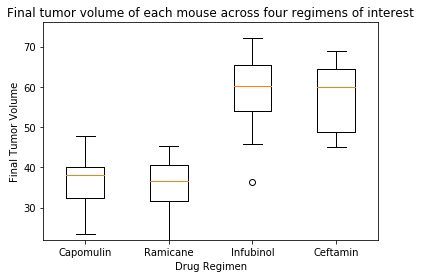 Final tumor volume of each mouse across four regimens of interest
Final Tumor Volume
70
60
50
40
30
Capomulin
Ramicane
Infubinol
Ceftamin
Drug Regimen